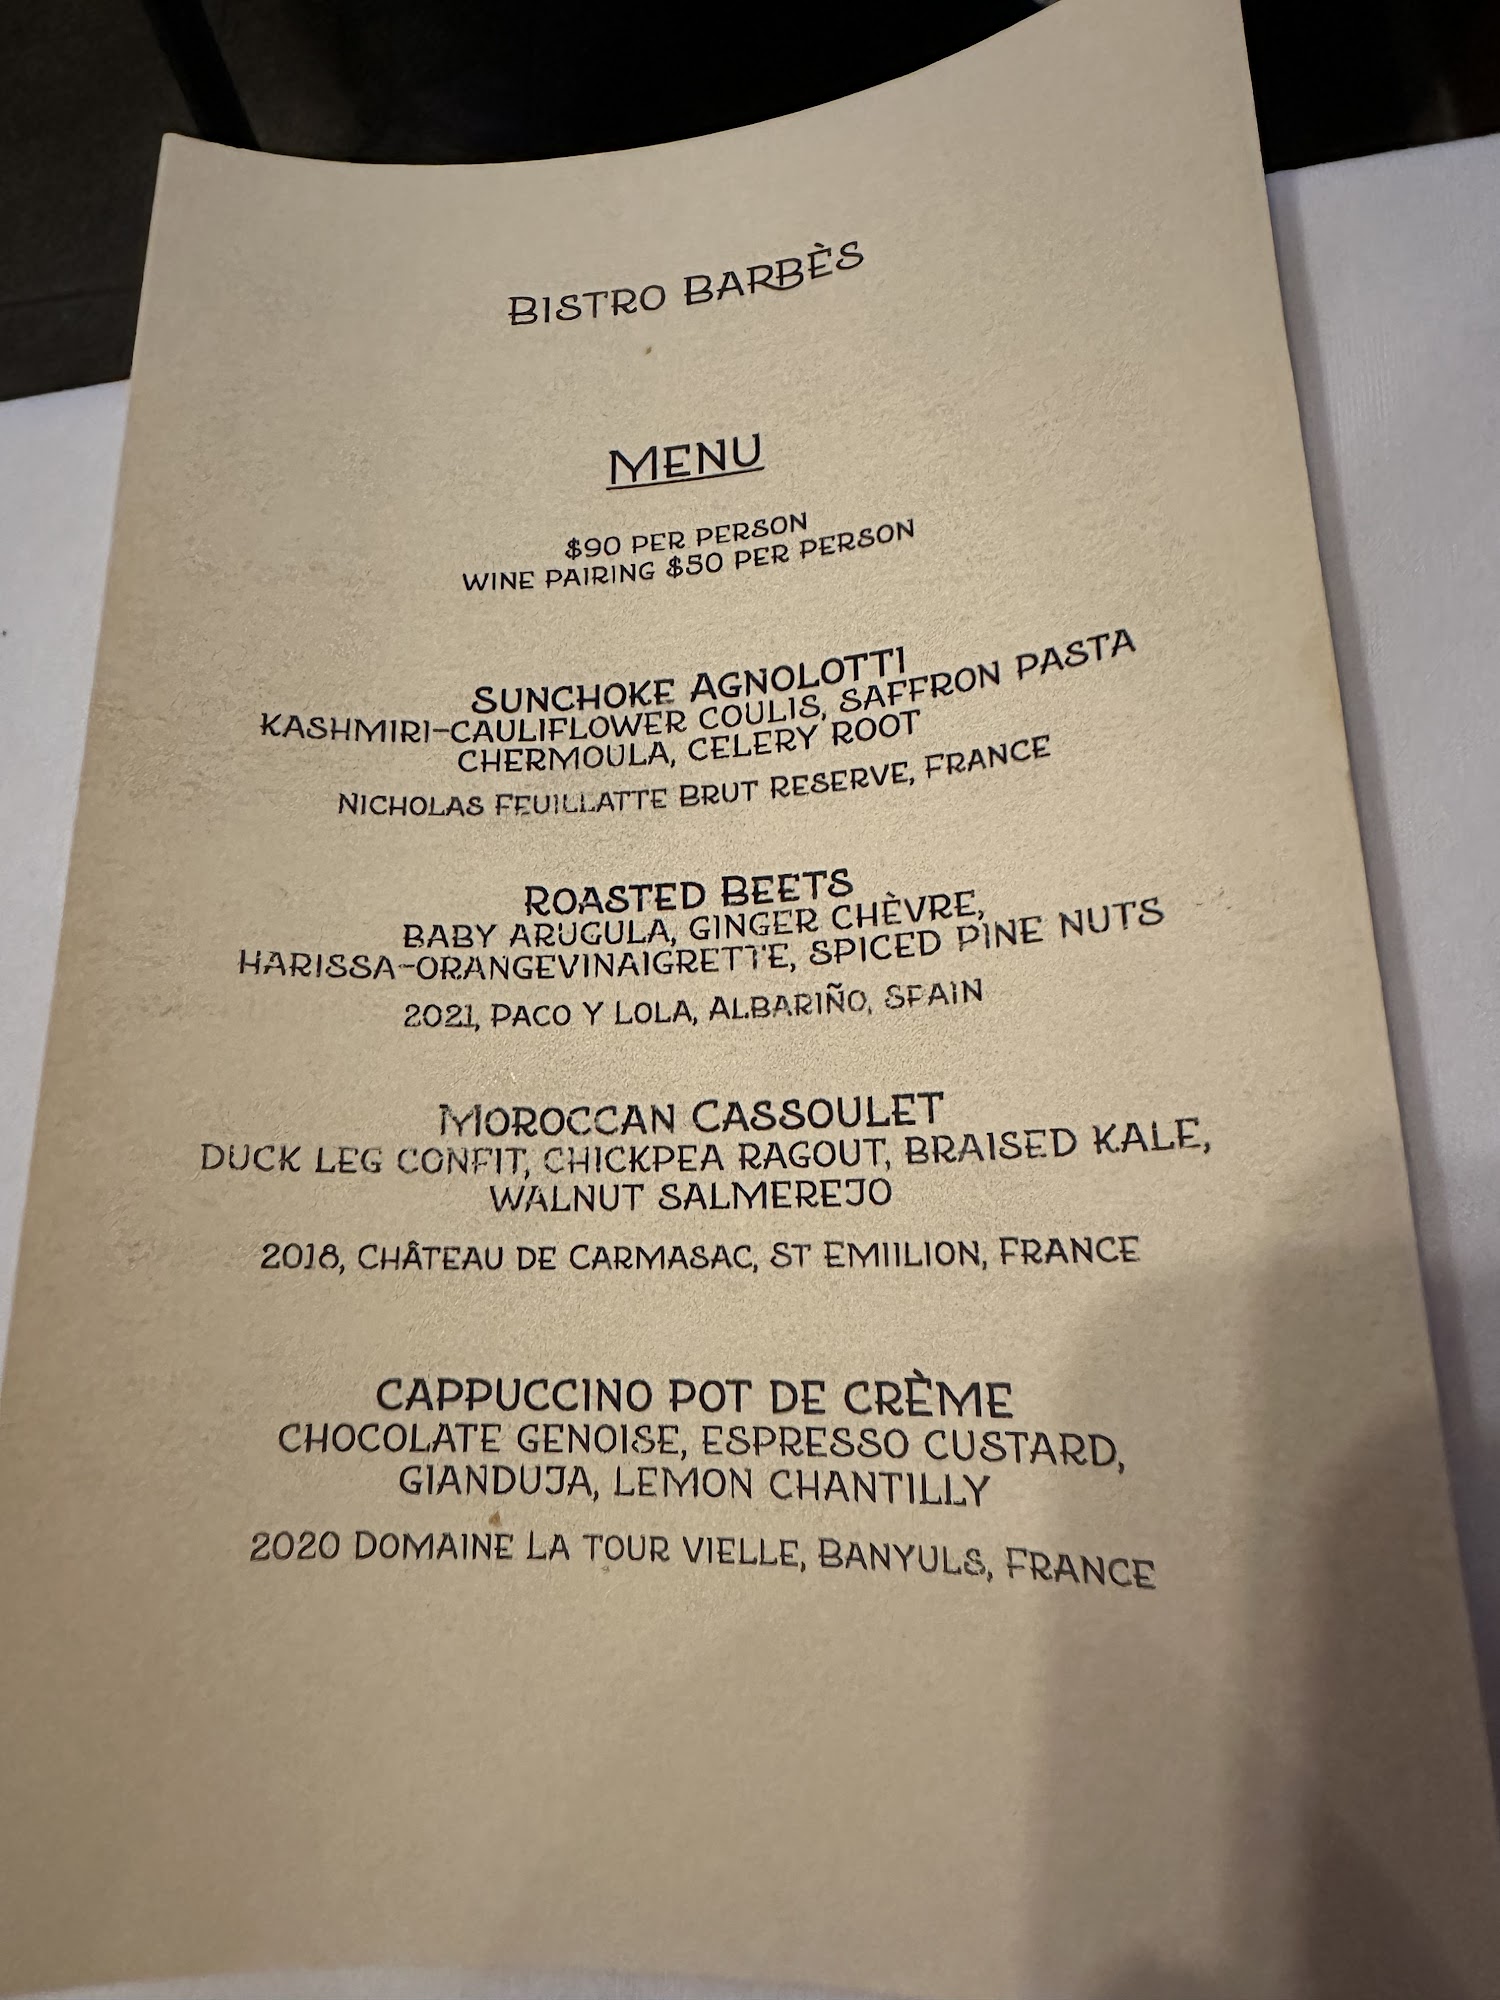 BISTRO BARBÈS
MENU
$90 PER PERSON
WINE PAIRING $50 PER PERSON
SUNCHOKE AGNOLOTTI
KASHMIRI-CAULIFLOWER COULIS, SAFFRON PASTA
CHERMOULA, CELERY ROOT
NICHOLAS FEUILLATTE BRUT RESERVE, FRANCE
ROASTED BEETS
BABY ARUGULA, GINGER CHÈVRE,
HARISSA-ORANGEVINAIGRETTE, SPICED PINE NUTS
2021, PACO Y LOLA, ALBARIÑO, SPAIN
MOROCCAN CASSOULET
DUCK LEG CONFIT, CHICKPEA RAGOUT, BRAISED KALE,
WALNUT SALMEREJO
2018, CHÂTEAU DE CARMASAC, ST EMIILION, FRANCE
CAPPUCCINO POT DE CRÈME
CHOCOLATE GENOISE, ESPRESSO CUSTARD,
GIANDUJA, LEMON CHANTILLY
2020 DOMAINE LA TOUR VIELLE, BANYULS, FRANCE